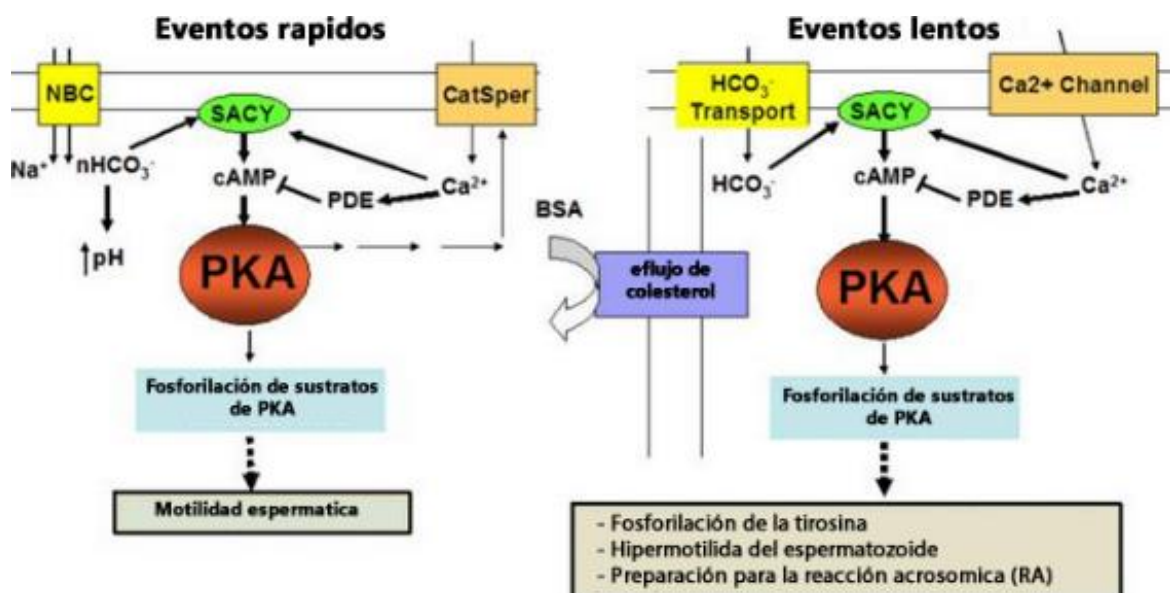 Eventos rapidos
NBC
SACY
CatSper
Na⁺
nHCO₃⁻
cAMP
PDE
Ca²⁺
↑pH
PKA
Fosforilación de sustratos
de PKA
Motilidad espermatica
Eventos lentos
HCO₃⁻
Transport
SACY
Ca2+ Channel
HCO₃⁻
cAMP
PDE
Ca²⁺
BSA
eflujo de
colesterol
PKA
Fosforilación de sustratos
de PKA
- Fosforilación de la tirosina
- Hipermotilida del espermatozoide
- Preparación para la reacción acrosomica (RA)